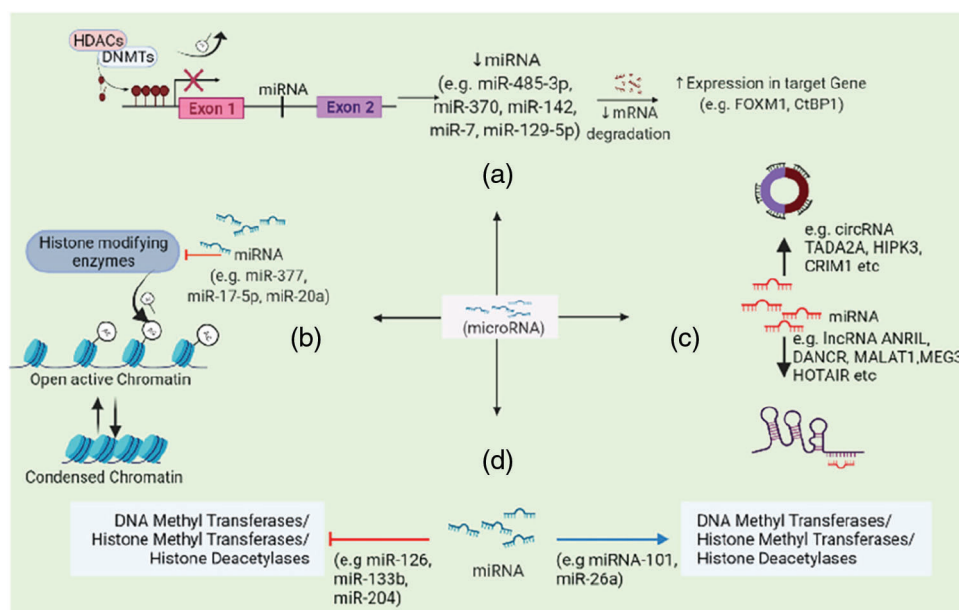 HDACs
DNMTs
miRNA
Exon 1
Exon 2
↓miRNA
(e.g. miR-485-3p,
miR-370, miR-142,
miR-7, miR-129-5p)
↓mRNA
degradation
↑Expression in target Gene
(e.g. FOXM1, CtBP1)
(a)
Histone modifying
enzymes
miRNA
(e.g. miR-377,
miR-17-5p, miR-20a)
Ac
Ac
Ac
Open active Chromatin
Condensed Chromatin
(b)
(microRNA)
(c)
e.g. circRNA
TADA2A, HIPK3,
CRIM1 etc
miRNA
e.g. lncRNA ANRIL,
DANCR, MALAT1,MEG3
HOTAIR etc
(d)
DNA Methyl Transferases/
Histone Methyl Transferases/
Histone Deacetylases
(e.g miR-126,
miR-133b,
miR-204)
miRNA
(e.g miRNA-101,
miR-26a)
DNA Methyl Transferases/
Histone Methyl Transferases/
Histone Deacetylases